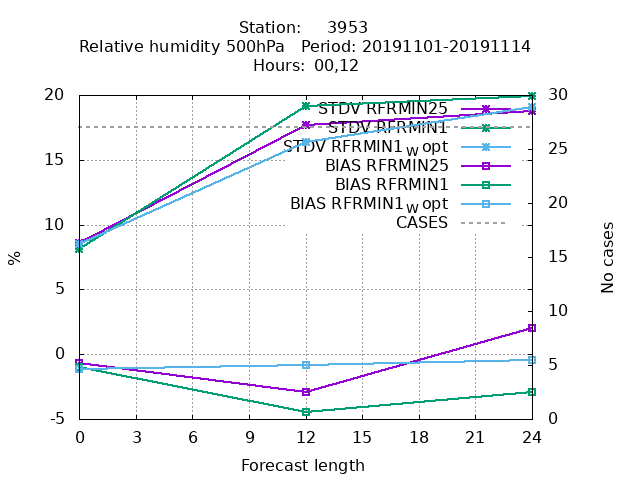 Station: 3953
Relative humidity 500hPa Period: 20191101-20191114
Hours: 00,12
STDV RFRMIN25
STDV RFRMIN1
STDV RFRMIN1_W opt
BIAS RFRMIN25
BIAS RFRMIN1
BIAS RFRMIN1_W opt
CASES
20
15
10
5
0
-5
%
30
25
20
15
10
5
0
No cases
0 3 6 9 12 15 18 21 24
Forecast length